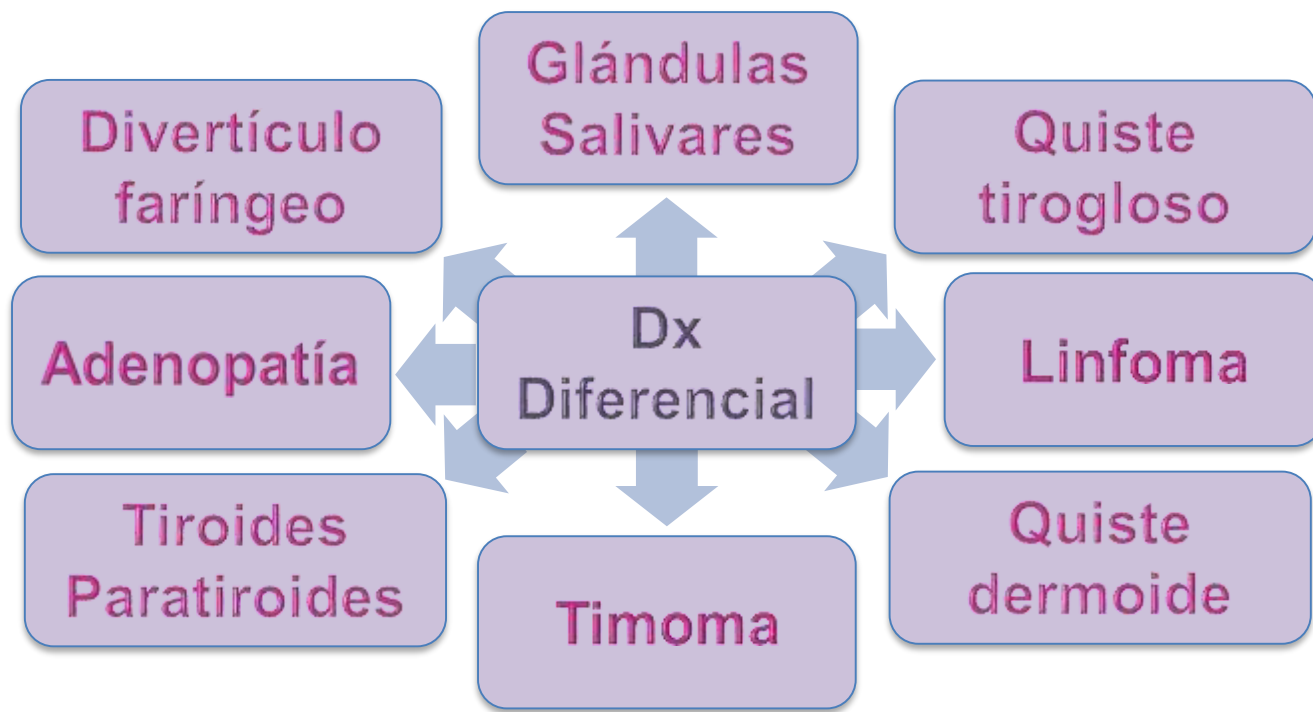 Glándulas
Salivares
Divertículo
faríngeo
Quiste
tirogloso
Adenopatía
Dx
Diferencial
Linfoma
Tiroides
Paratiroides
Timoma
Quiste
dermoide